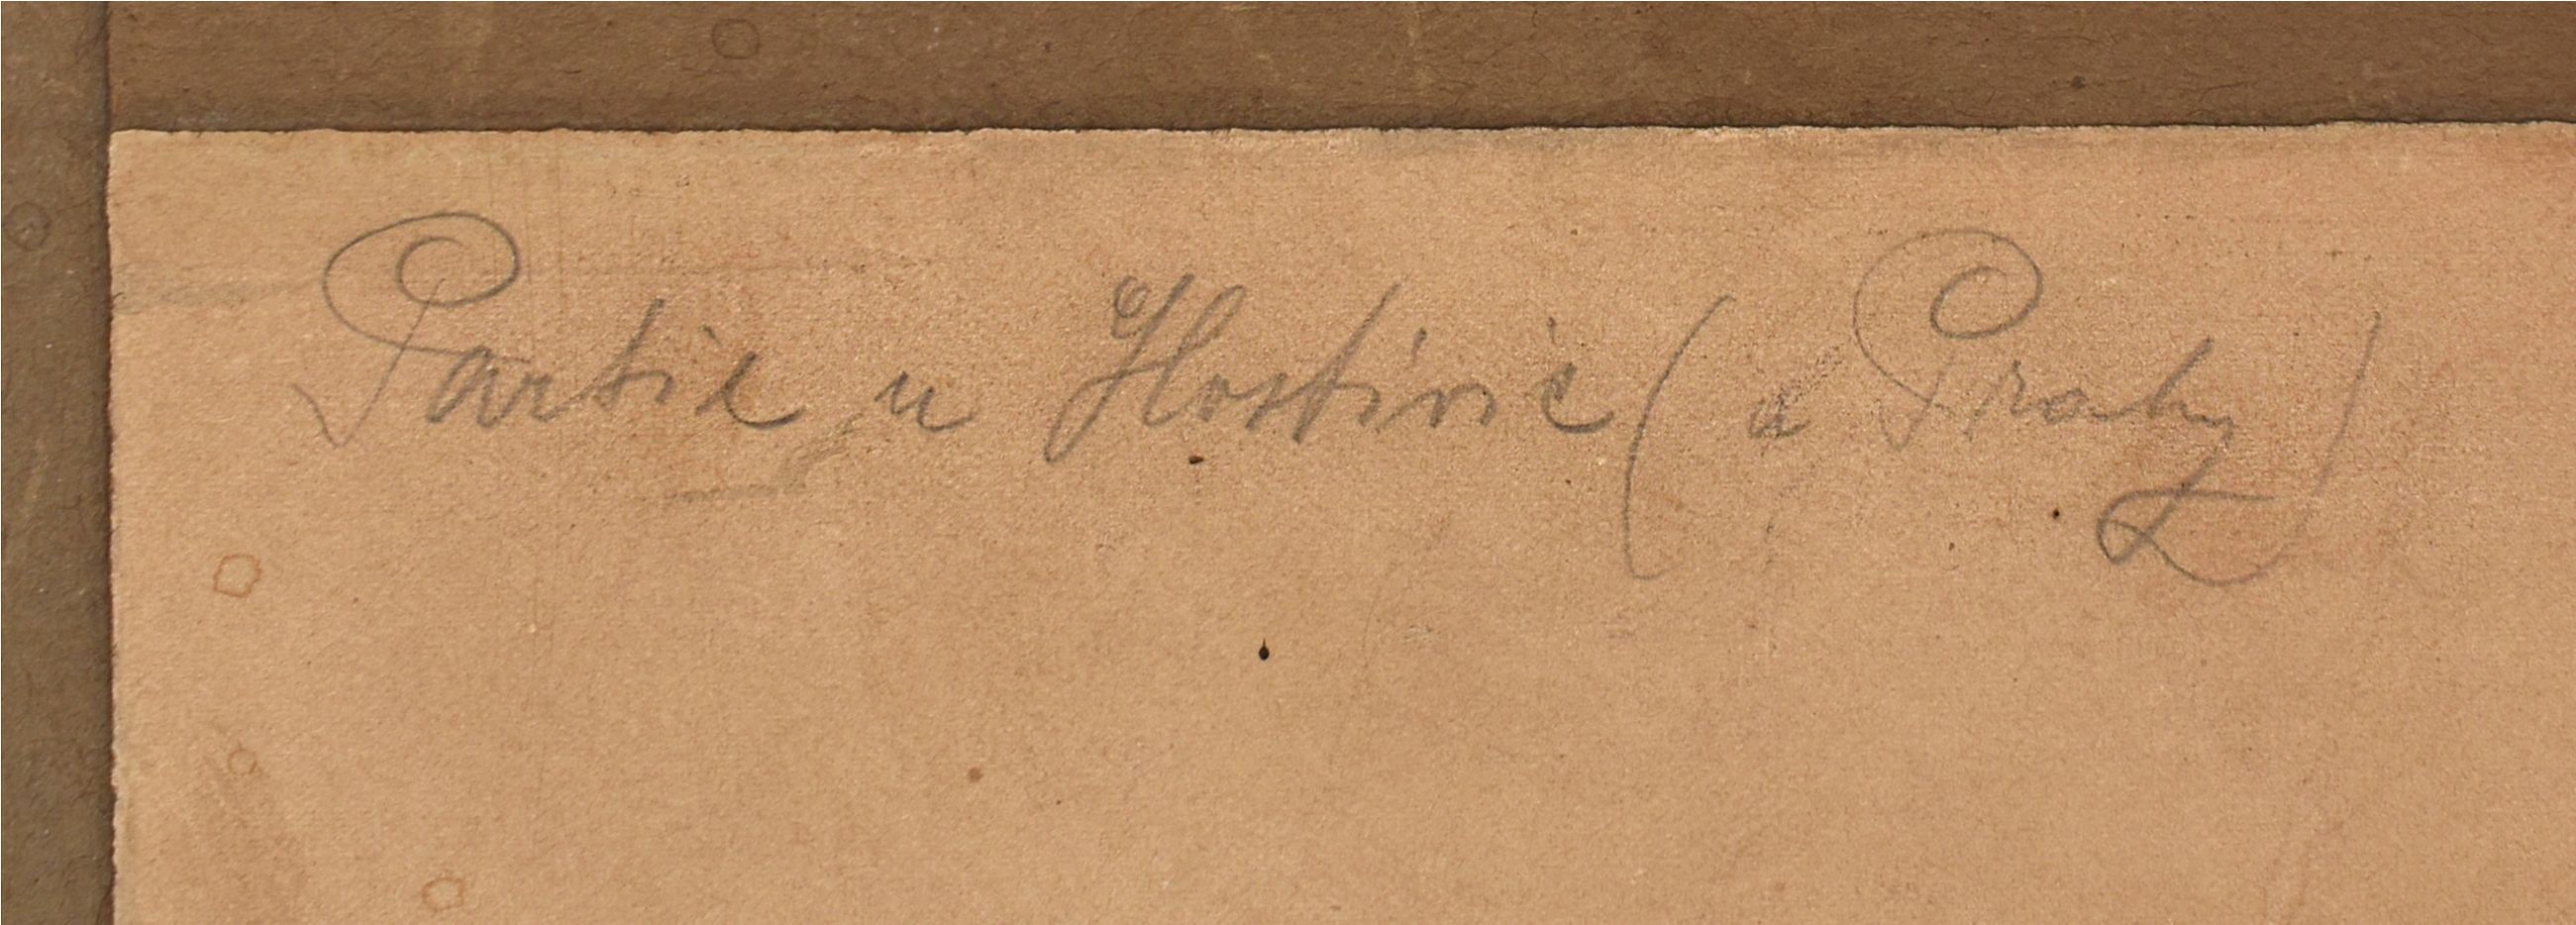 Partie u Hostivic (u Prahy)